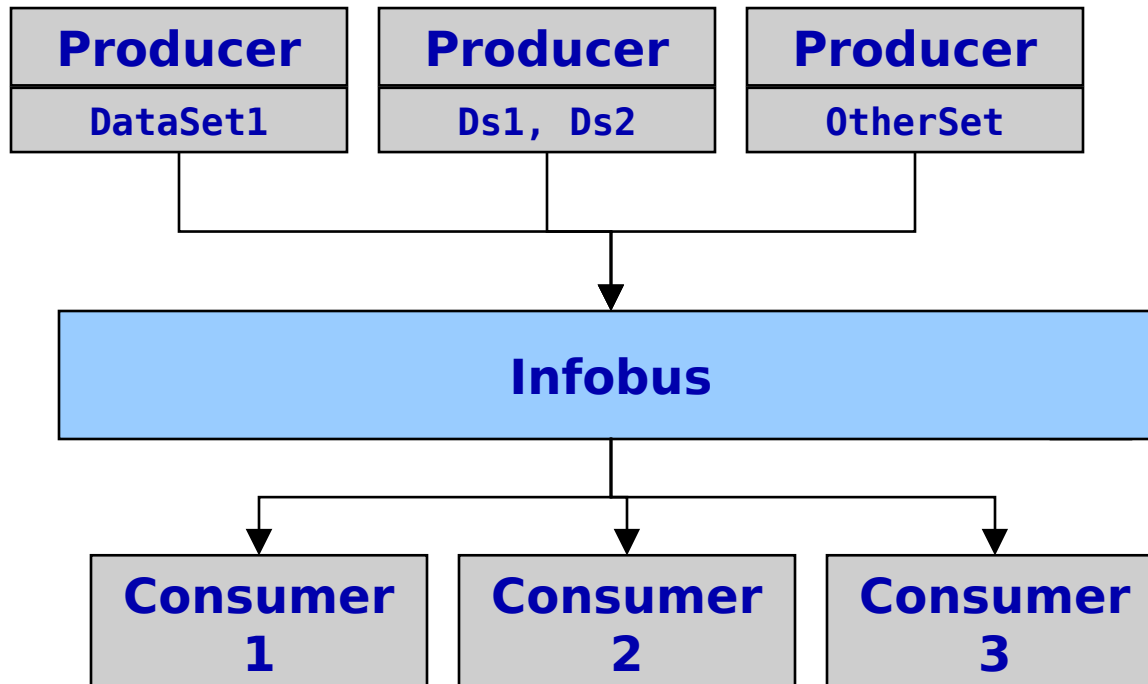 Producer
DataSet1
Producer
Ds1, Ds2
Producer
OtherSet
Infobus
Consumer
1
Consumer
2
Consumer
3